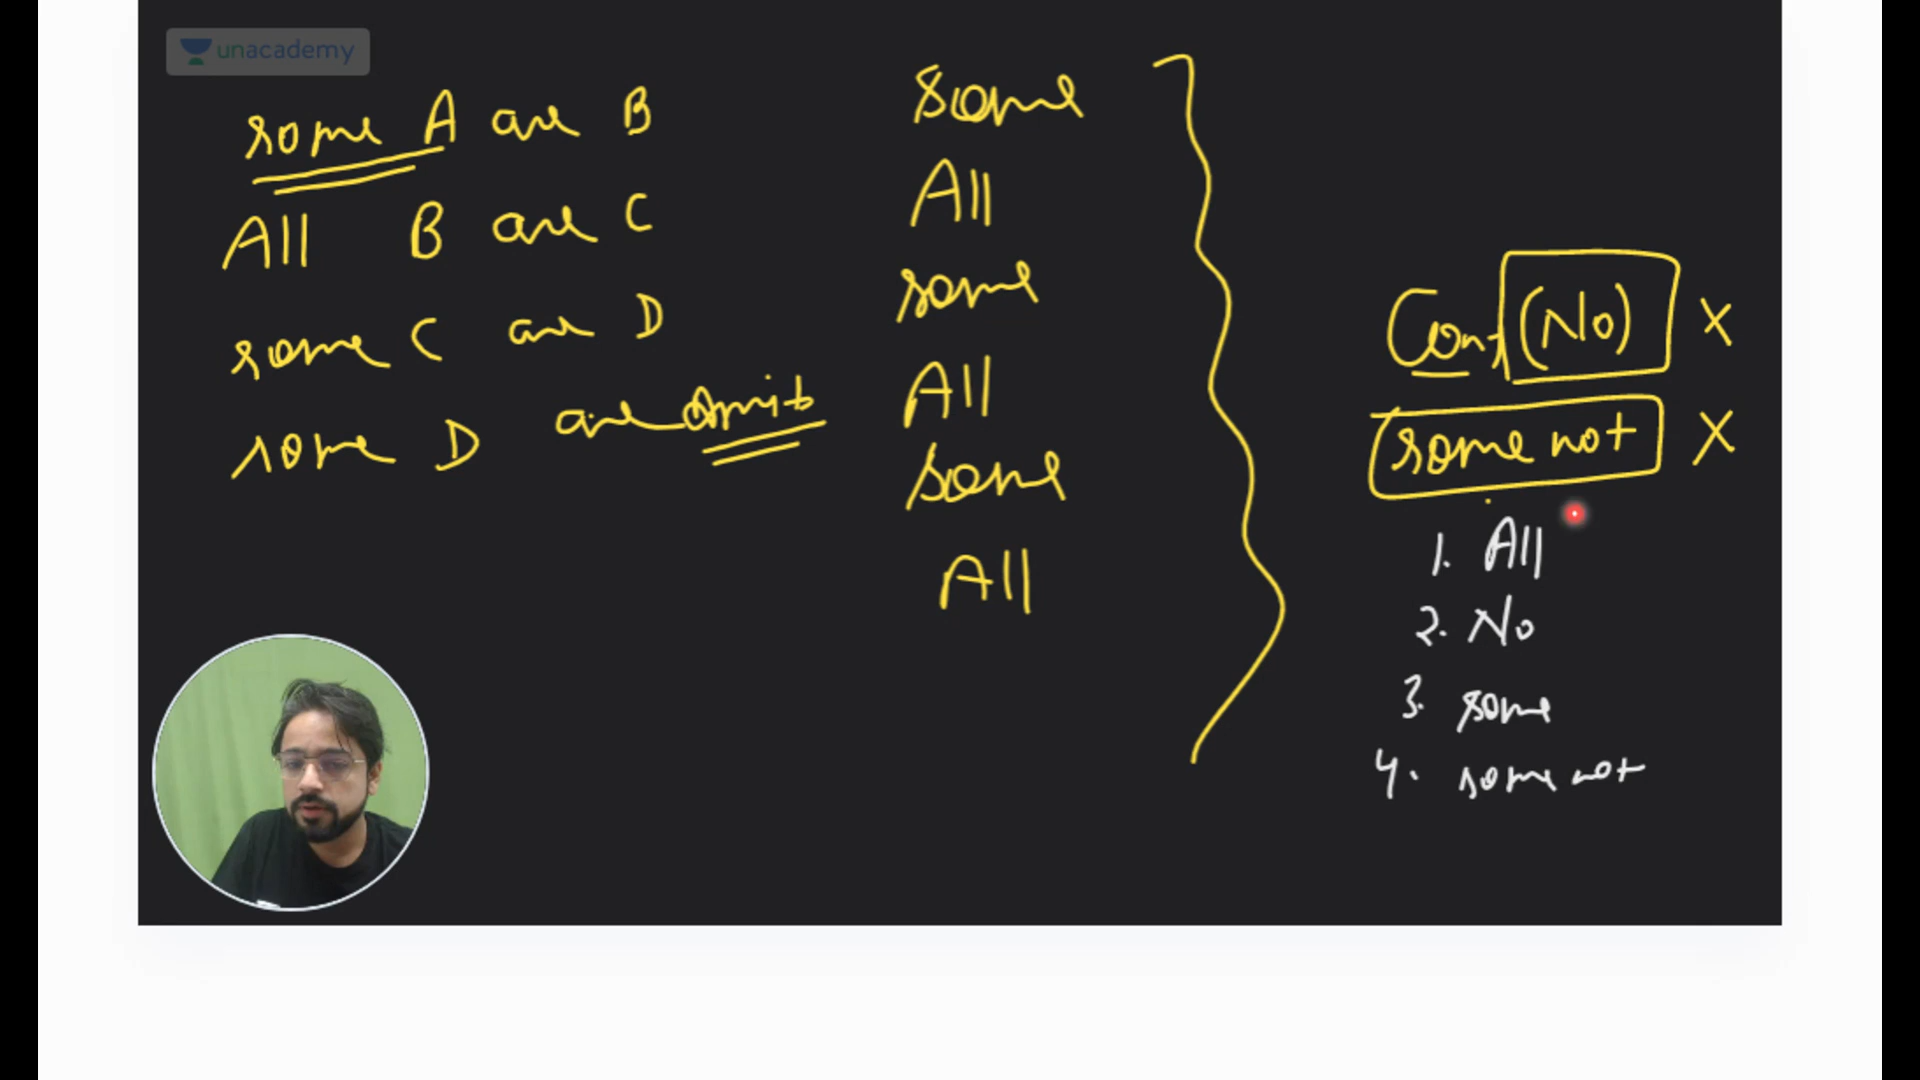 unacademy
some A are B
All B are C
some C are D
some D are Amit
some
All
some
All
some
All
Con (No) X
some not X
1. All
2. No
3. some
4. some not